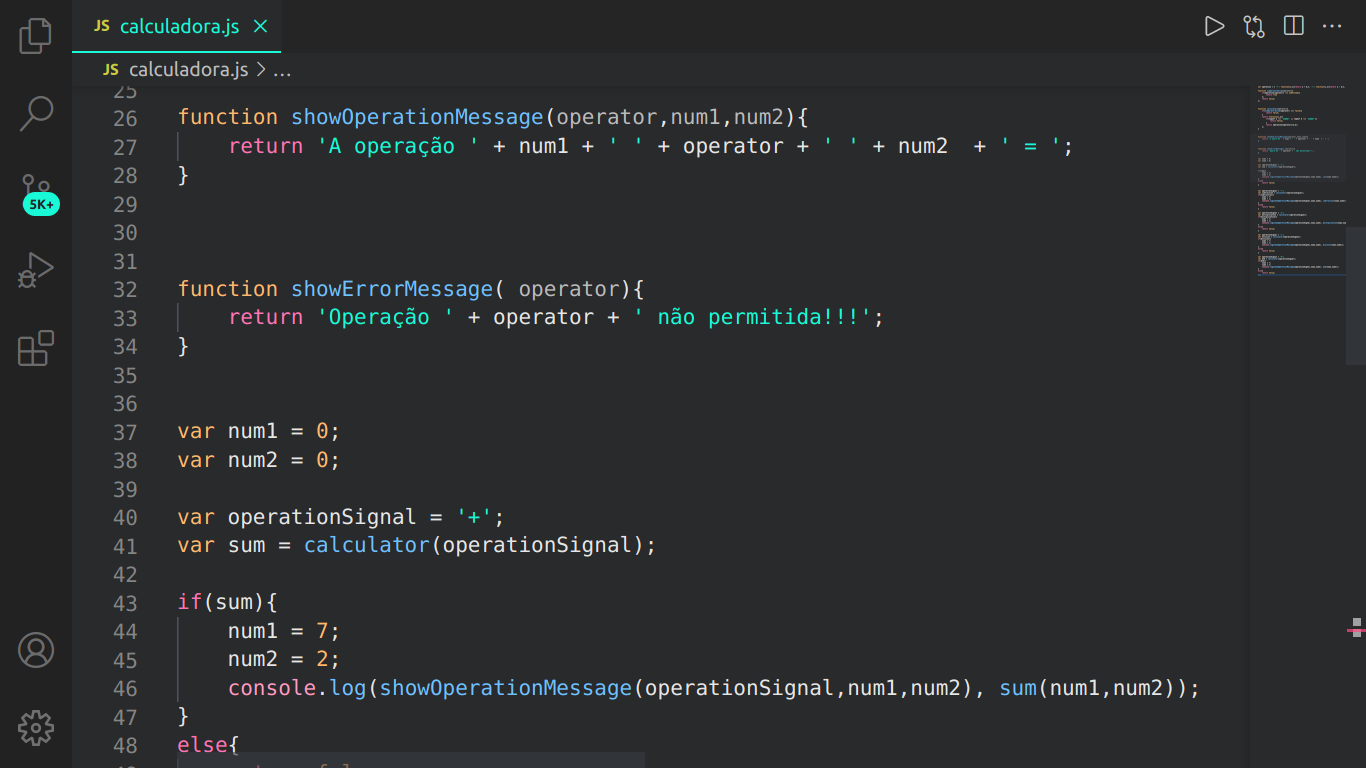 JS calculadora.js
JS calculadora.js > ...
25
26 function showOperationMessage(operator,num1,num2){
27     return 'A operação ' + num1 + ' ' + operator + ' ' + num2  + ' = ';
28 }
29
30
31
32 function showErrorMessage( operator){
33     return 'Operação ' + operator + ' não permitida!!!';
34 }
35
36
37 var num1 = 0;
38 var num2 = 0;
39
40 var operationSignal = '+';
41 var sum = calculator(operationSignal);
42
43 if(sum){
44     num1 = 7;
45     num2 = 2;
46     console.log(showOperationMessage(operationSignal,num1,num2), sum(num1,num2));
47 }
48 else{
5K+